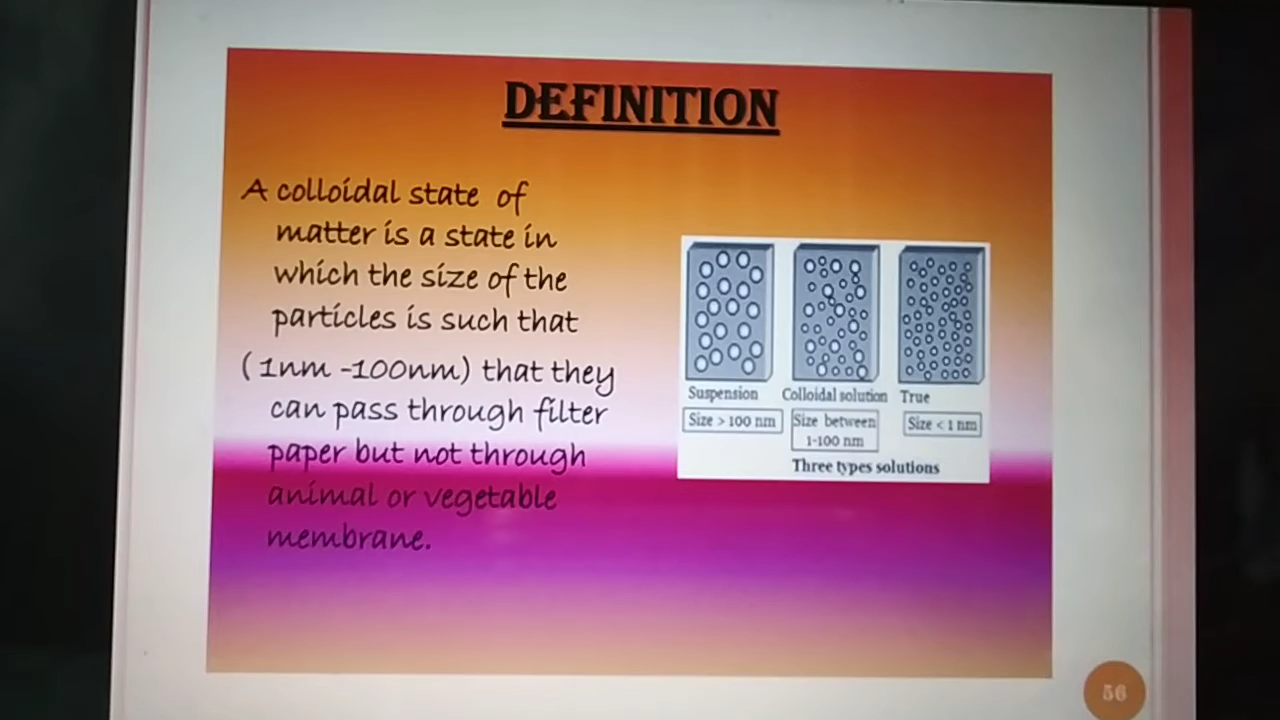 DEFINITION
A colloidal state of
matter is a state in
which the size of the
particles is such that
(1nm -100nm) that they
can pass through filter
paper but not through
animal or vegetable
membrane.
Suspension
Colloidal solution
True
Size > 100 nm
Size between
1-100 nm
Size < 1 nm
Three types solutions
56